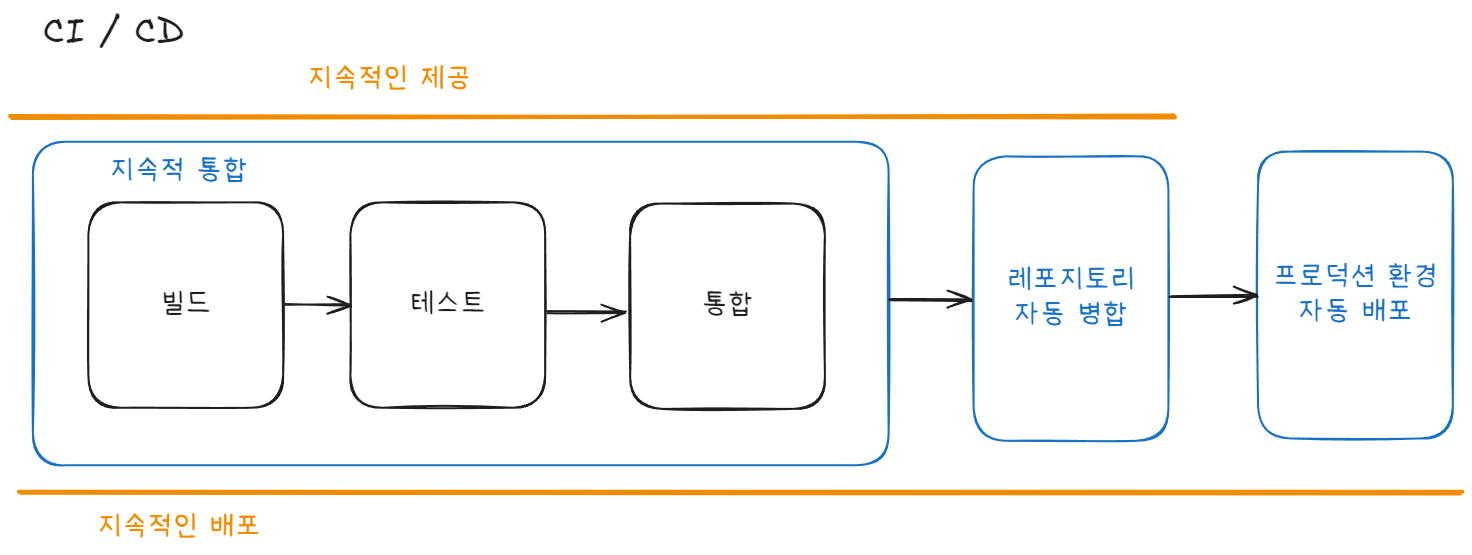 CI / CD
지속적인 제공
지속적 통합
빌드
테스트
통합
레포지토리
자동 병합
프로덕션 환경
자동 배포
지속적인 배포